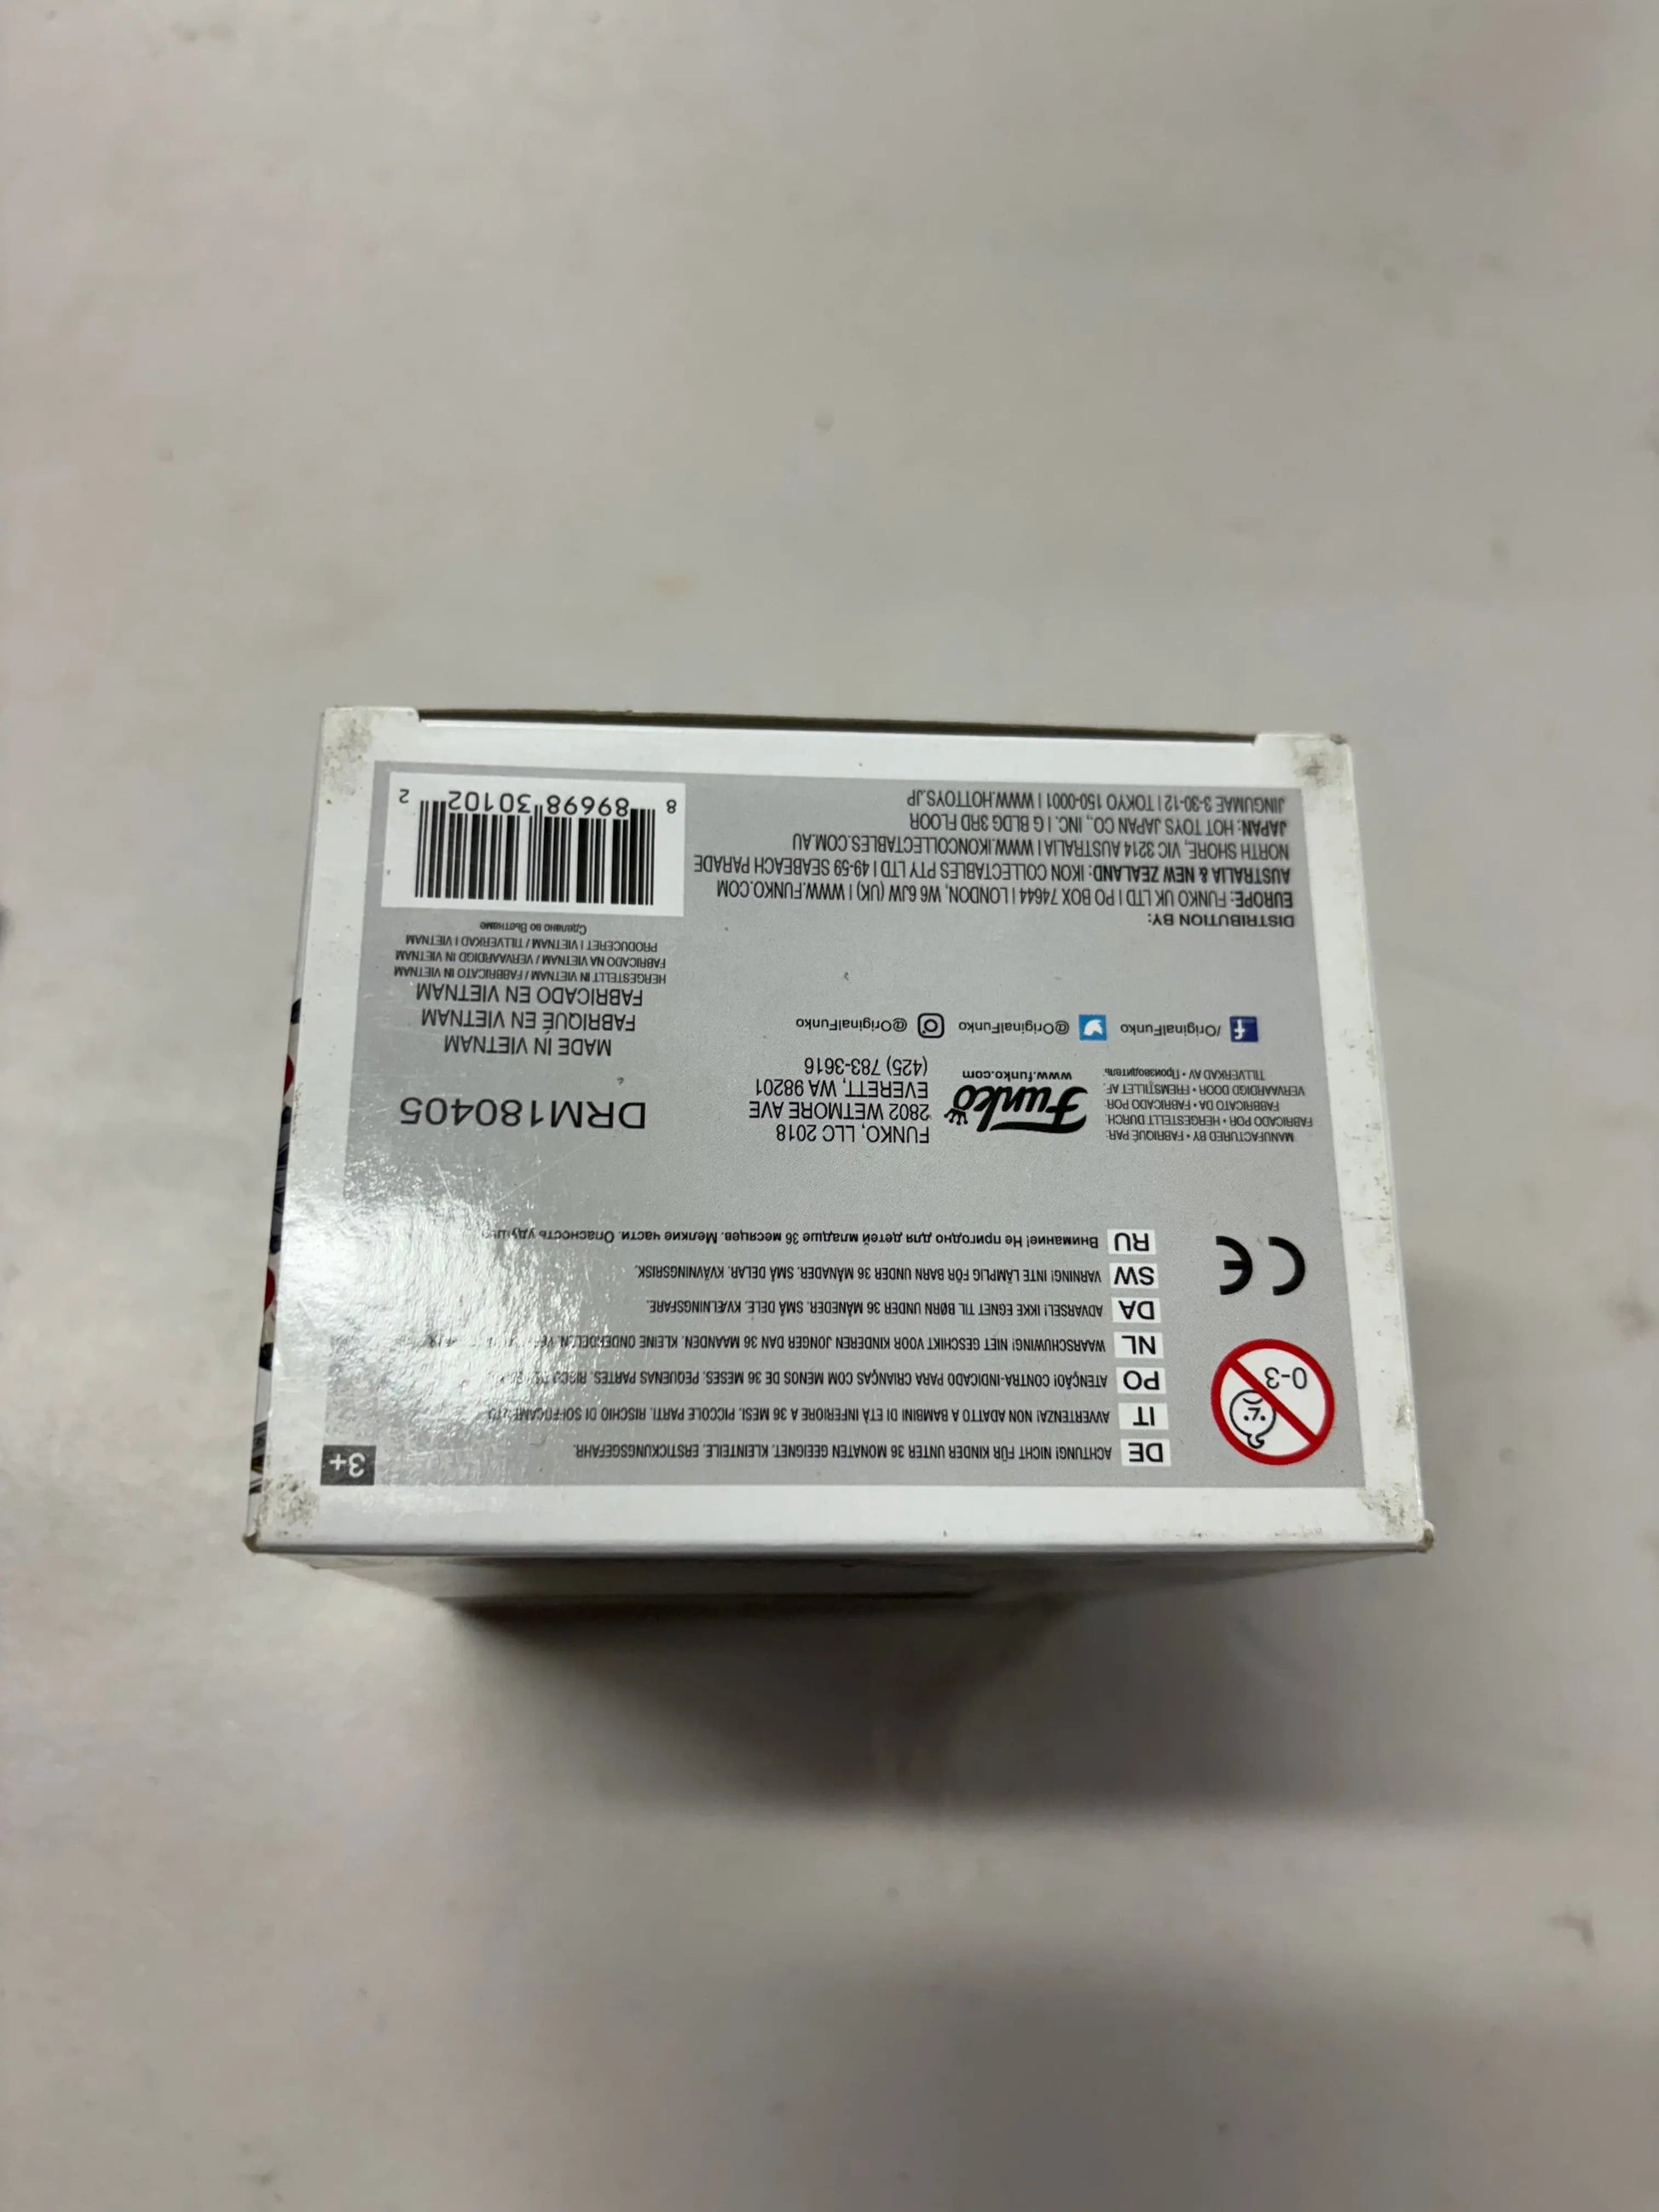 3+
DE ACHTUNG! NICHT FÜR KINDER UNTER 36 MONATEN GEEIGNET. KLEINTEILE. ERSTICKUNGSGEFAHR.
IT AVVERTENZA! NON ADATTO A BAMBINI DI ETÀ INFERIORE A 36 MESI. PICCOLE PARTI. RISCHIO DI SOFFOCAMENTO
PO ATENÇÃO! CONTRA-INDICADO PARA CRIANÇAS COM MENOS DE 36 MESES. PEQUENAS PARTES.
NL WAARSCHUWING! NIET GESCHIKT VOOR KINDEREN JONGER DAN 36 MAANDEN. KLEINE ONDERDELEN.
DA ADVARSEL! IKKE EGNET TIL BØRN UNDER 36 MÅNEDER. SMÅ DELE. KVÆLNINGSFARE.
SW VARNING! INTE LÄMPLIG FÖR BARN UNDER 36 MÅNADER. SMÅ DELAR. KVÄVNINGSRISK.
RU Внимание! Не пригодно для детей младше 36 месяцев. Мелкие части. Опасность
0-3
CE
MANUFACTURED BY • FABRIQUÉ PAR:
FABRICADO POR • HERGESTELLT DURCH:
FABBRICATO DA • FABRICADO POR
VERVAARDIGD DOOR • FREMSTILLET AF:
TILLVERKAD AV • Производитель:
Funko
www.funko.com
FUNKO, LLC 2018
2802 WETMORE AVE
EVERETT, WA 98201
(425) 783-3616
/OriginalFunko @OriginalFunko @OriginalFunko
DRM180405
MADE IN VIETNAM
FABRIQUÉ EN VIETNAM
FABRICADO EN VIETNAM
HERGESTELLT IN VIETNAM / FABBRICATO IN VIETNAM
FABRICADO NA VIETNAM / VERVAARDIGD IN VIETNAM
PRODUCERET I VIETNAM / TILLVERKAD I VIETNAM
Сделано во Вьетнаме
DISTRIBUTION BY:
EUROPE: FUNKO UK LTD | PO BOX 74644 | LONDON, W6 6JW (UK) | WWW.FUNKO.COM
AUSTRALIA & NEW ZEALAND: IKON COLLECTABLES PTY LTD | 49-59 SEABEACH PARADE
NORTH SHORE, VIC 3214 AUSTRALIA | WWW.IKONCOLLECTABLES.COM.AU
JAPAN: HOT TOYS JAPAN CO., INC. | G BLDG 3RD FLOOR
JINGUMAE 3-30-12 | TOKYO 150-0001 | WWW.HOTTOYS.JP
8 89698 30102 2